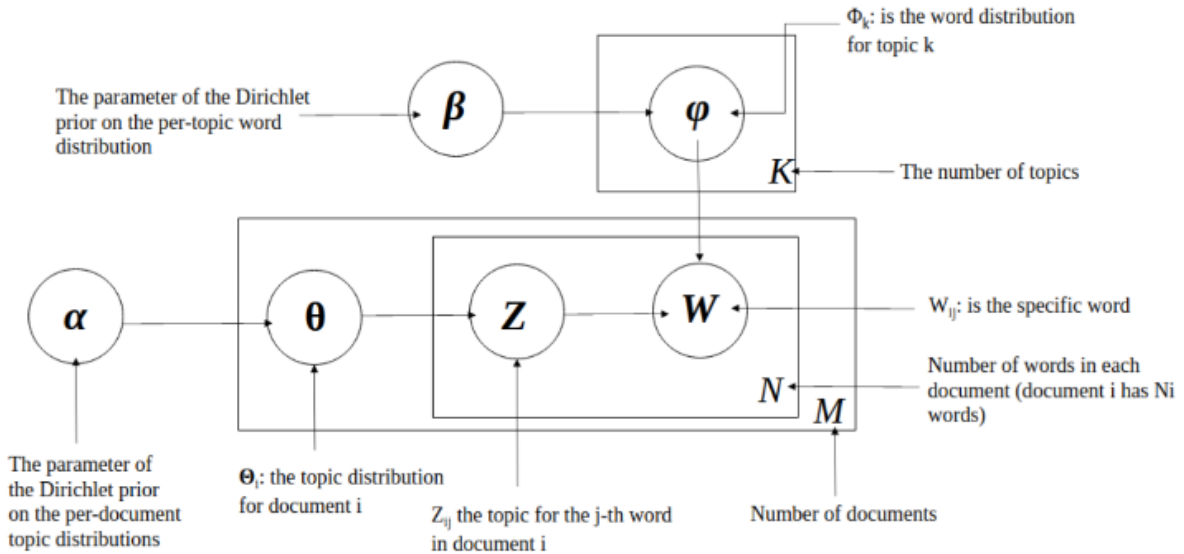 Φk: is the word distribution
for topic k
The parameter of the Dirichlet
prior on the per-topic word
distribution
β
φ
K
The number of topics
α
θ
Z
W
Wij: is the specific word
Number of words in each
document (document i has Ni
words)
N
M
The parameter of
the Dirichlet prior
on the per-document
topic distributions
Θi: the topic distribution
for document i
Zij the topic for the j-th word
in document i
Number of documents